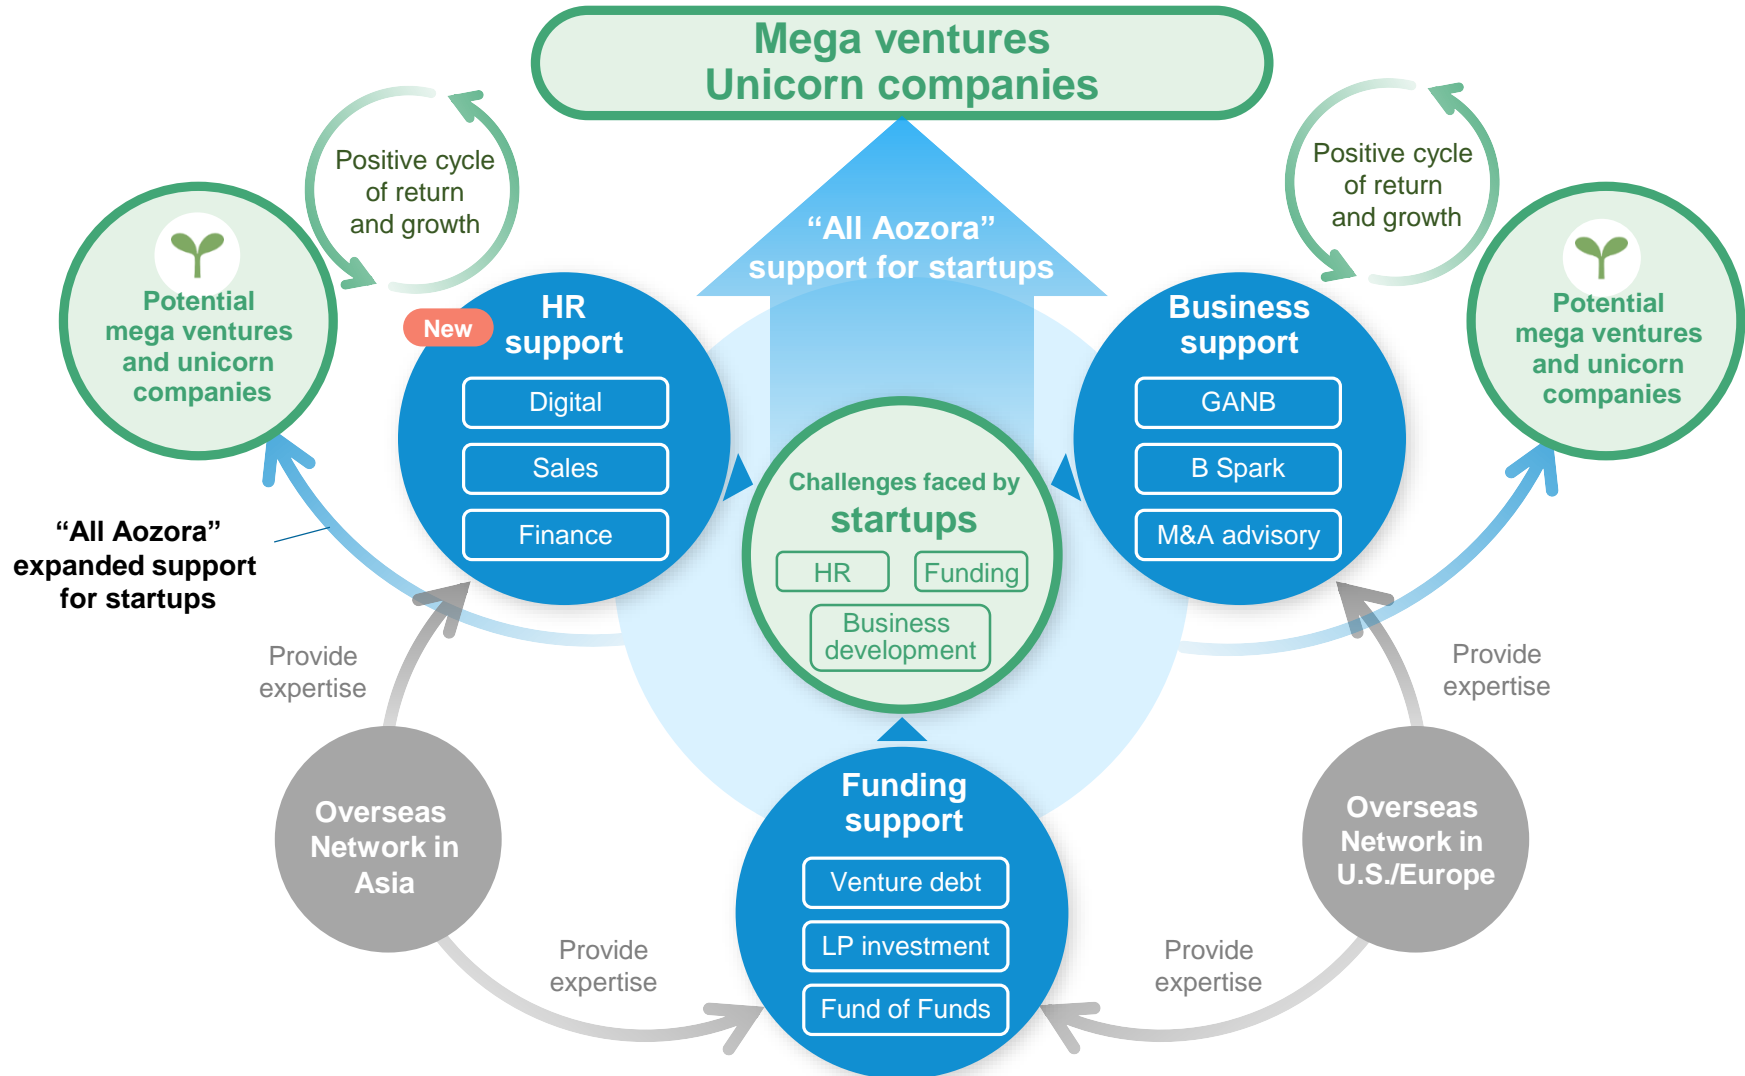 Mega ventures
Unicorn companies
Positive cycle
of return
and growth
Positive cycle
of return
and growth
“All Aozora”
support for startups
Potential
mega ventures
and unicorn
companies
Potential
mega ventures
and unicorn
companies
New
HR
support
Digital
Sales
Finance
Business
support
GANB
B Spark
M&A advisory
Challenges faced by
startups
HR
Funding
Business
development
“All Aozora”
expanded support
for startups
Provide
expertise
Provide
expertise
Overseas
Network in
Asia
Funding
support
Venture debt
LP investment
Fund of Funds
Overseas
Network in
U.S./Europe
Provide
expertise
Provide
expertise